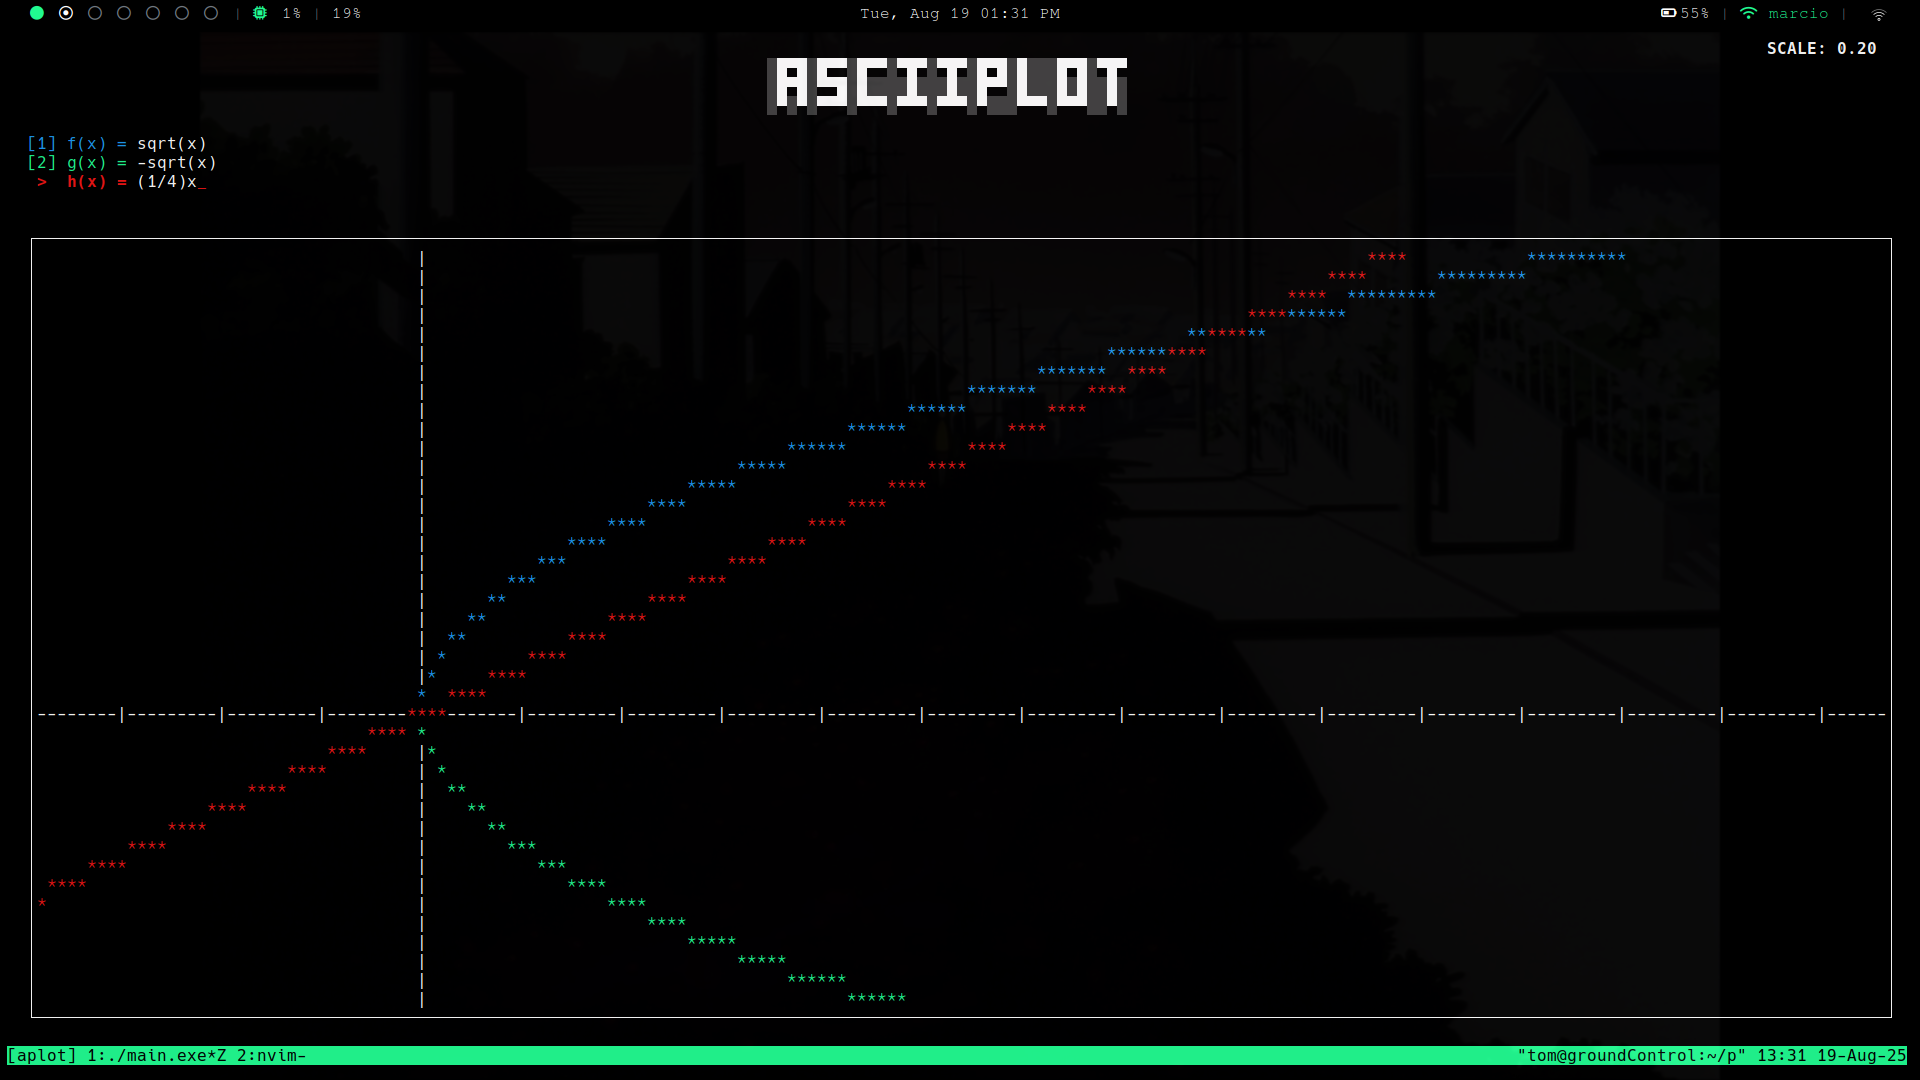 1% | 19%
Tue, Aug 19 01:31 PM
55% | marcio |
SCALE: 0.20
ASCIIPLOT
[1] f(x) = sqrt(x)
[2] g(x) = -sqrt(x)
> h(x) = (1/4)x_
[aplot] 1:./main.exe*Z 2:nvim-
"tom@groundControl:~/p" 13:31 19-Aug-25